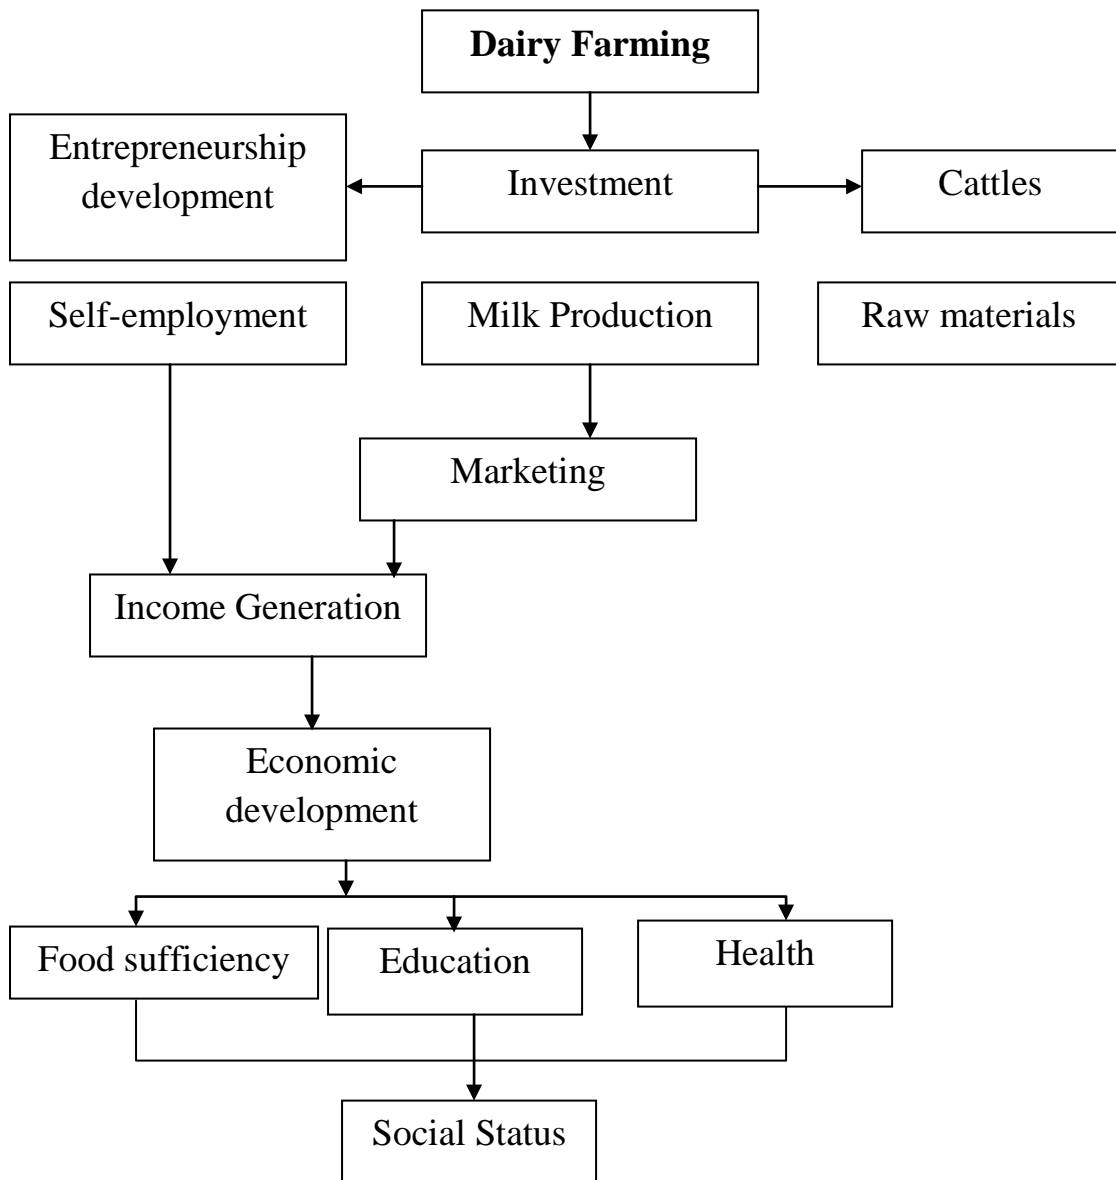 Dairy Farming
Entrepreneurship
development
Investment
Cattles
Self-employment
Milk Production
Raw materials
Marketing
Income Generation
Economic
development
Food sufficiency
Education
Health
Social Status